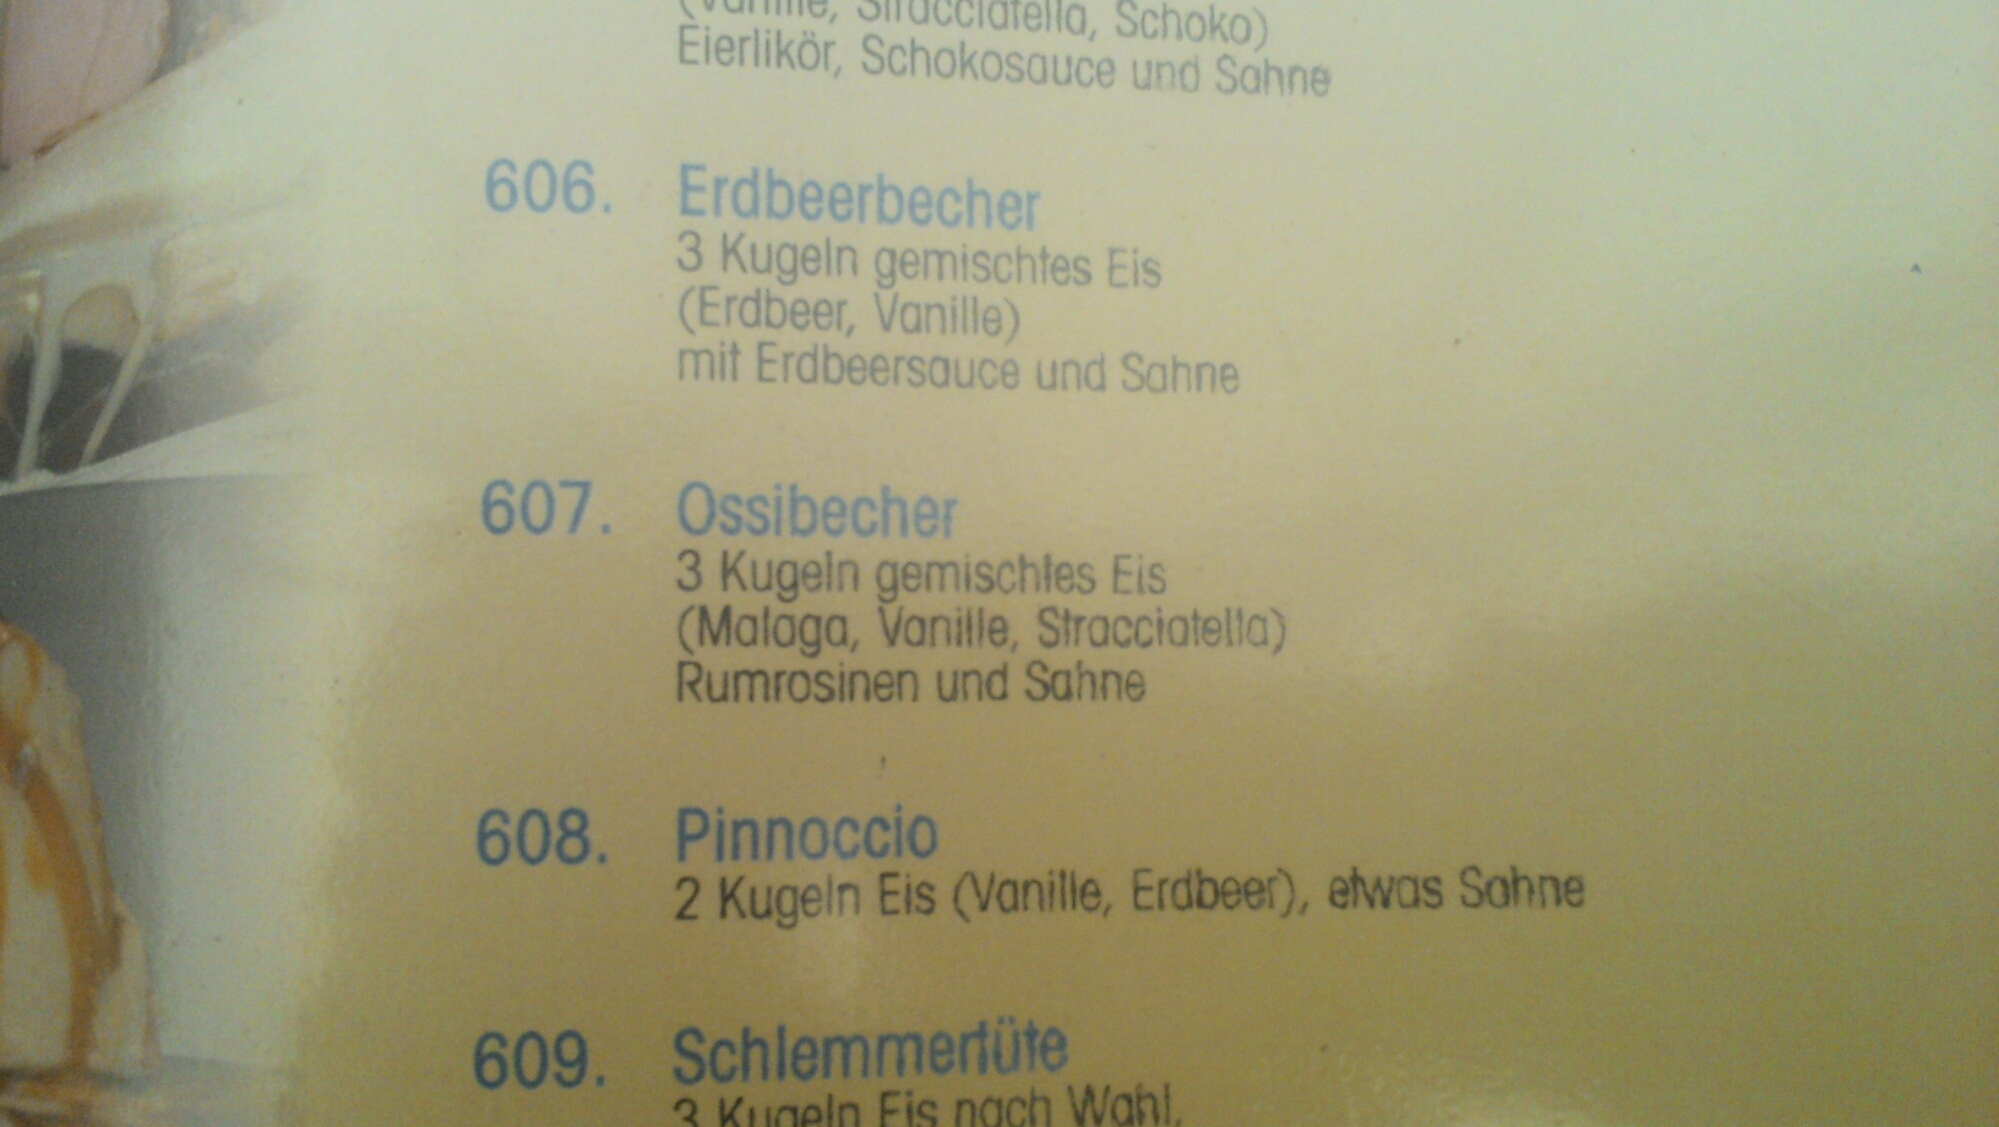 (Vanille, Stracciatella, Schoko)
Eierlikör, Schokosauce und Sahne
606. Erdbeerbecher
3 Kugeln gemischtes Eis
(Erdbeer, Vanille)
mit Erdbeersauce und Sahne
607. Ossibecher
3 Kugeln gemischtes Eis
(Malaga, Vanille, Stracciatella)
Rumrosinen und Sahne
608. Pinnoccio
2 Kugeln Eis (Vanille, Erdbeer), etwas Sahne
609. Schlemmertüte
3 Kugeln Eis nach Wahl,